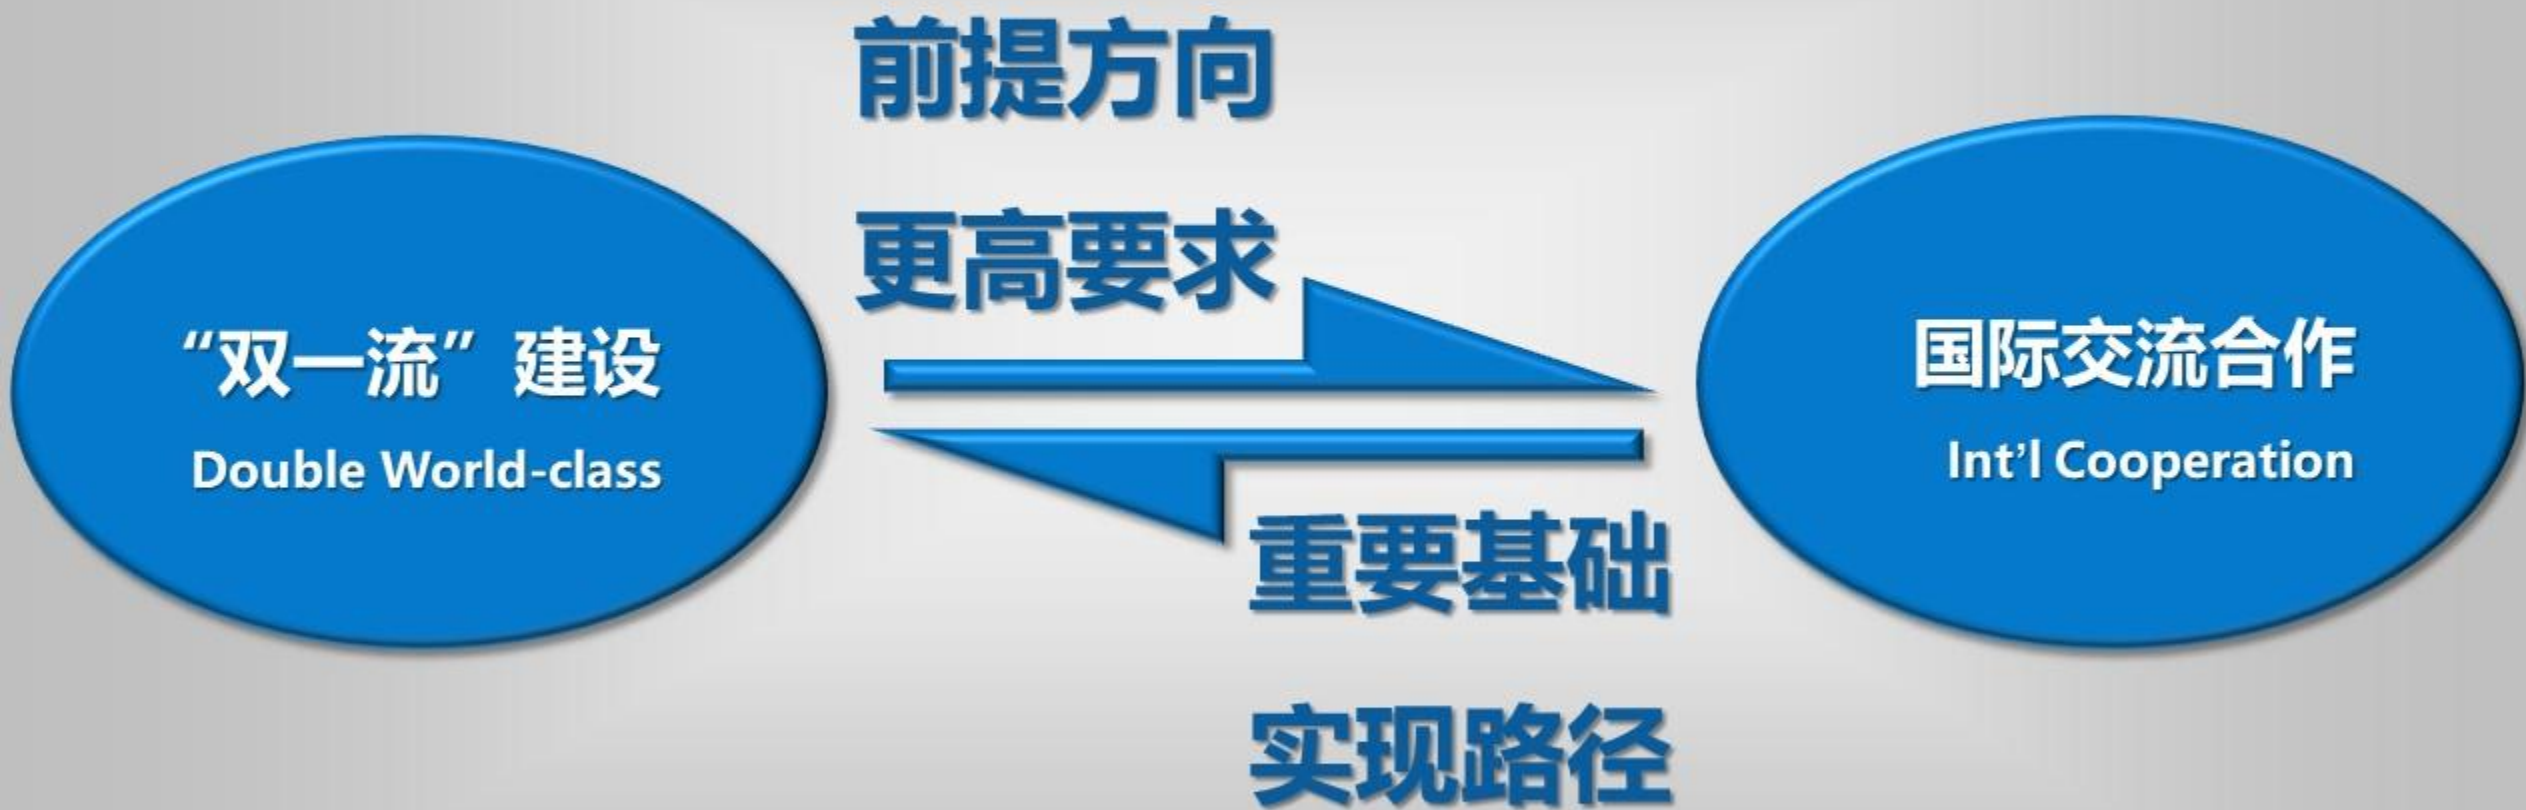 前提方向
更高要求
“双一流”建设
Double World-class
国际交流合作
Int’l Cooperation
重要基础
实现路径